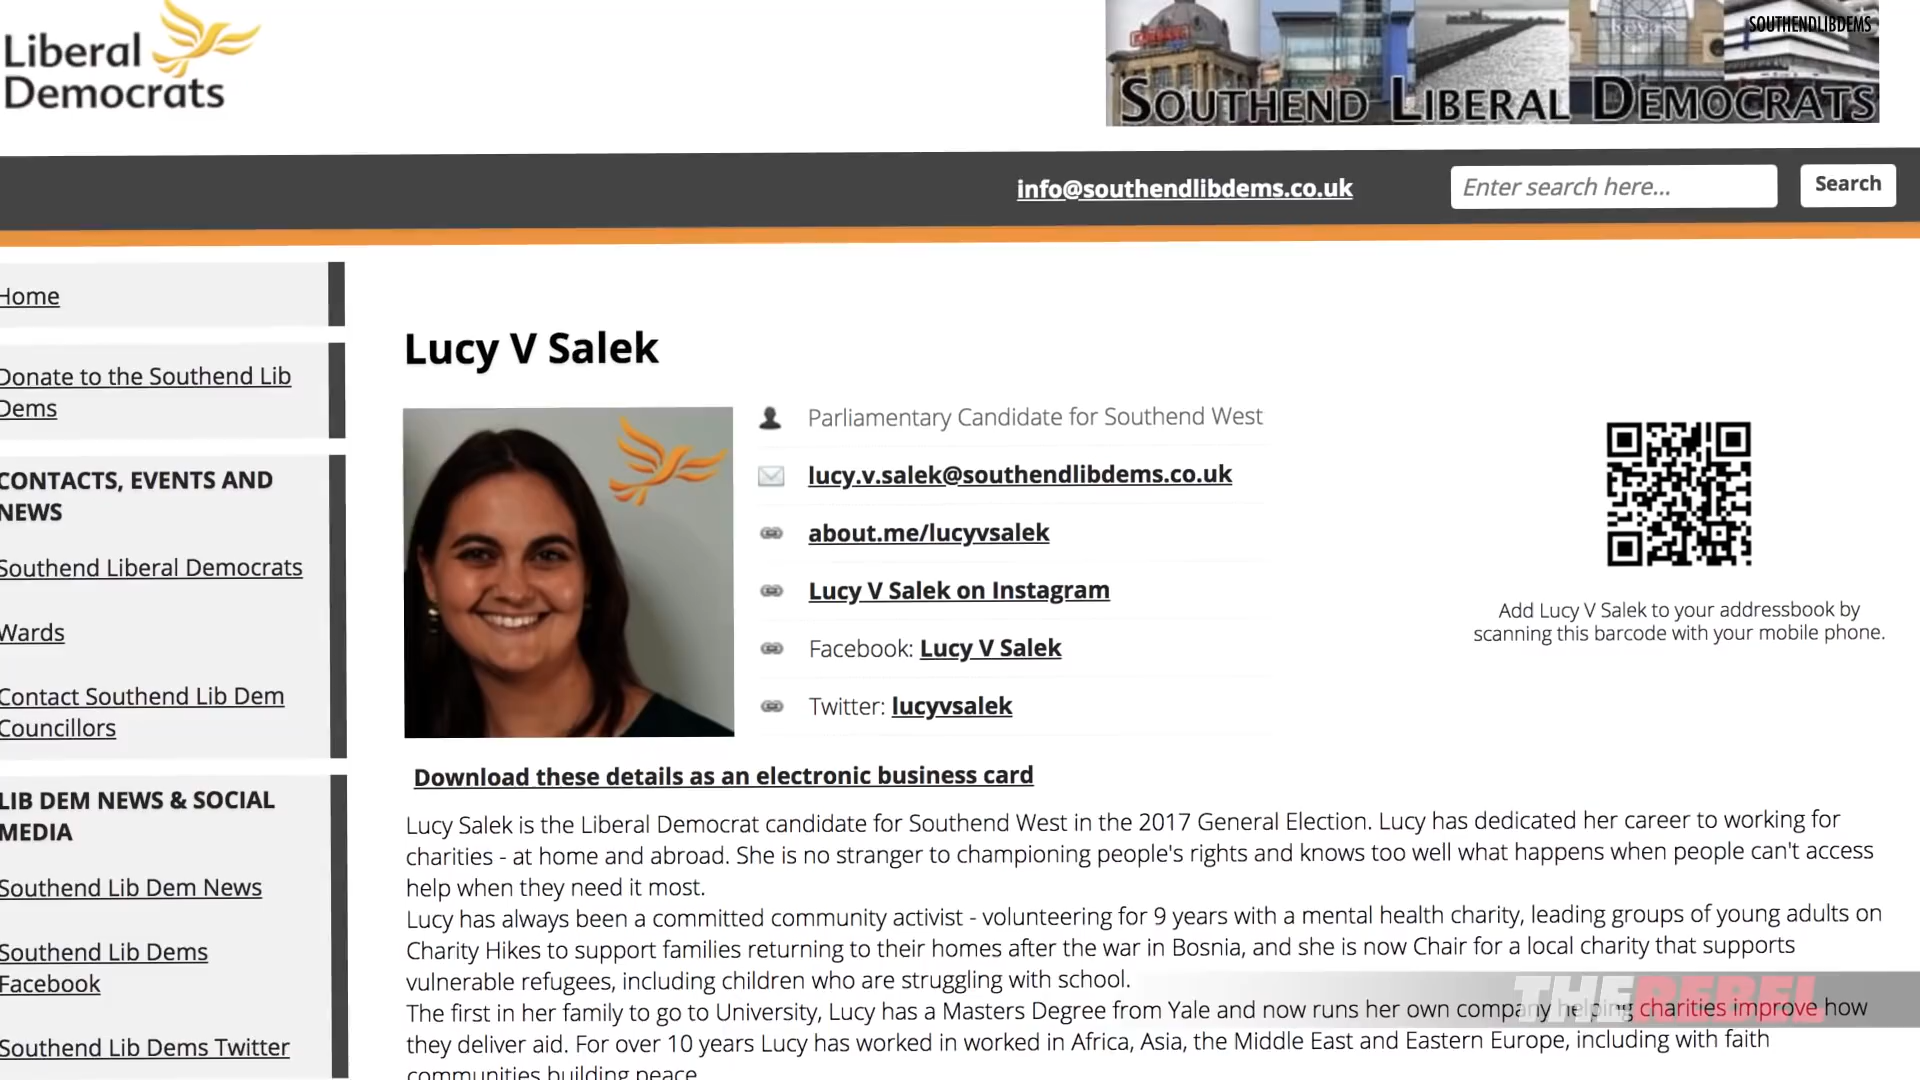 Liberal
Democrats
SOUTHENDLIBDEMS
SOUTHEND LIBERAL DEMOCRATS
info@southendlibdems.co.uk
Enter search here...
Search
Home
Donate to the Southend Lib
Dems
CONTACTS, EVENTS AND
NEWS
Southend Liberal Democrats
Wards
Contact Southend Lib Dem
Councillors
LIB DEM NEWS & SOCIAL
MEDIA
Southend Lib Dem News
Southend Lib Dems
Facebook
Southend Lib Dems Twitter
Lucy V Salek
Parliamentary Candidate for Southend West
lucy.v.salek@southendlibdems.co.uk
about.me/lucyvsalek
Lucy V Salek on Instagram
Facebook: Lucy V Salek
Twitter: lucyvsalek
Add Lucy V Salek to your addressbook by
scanning this barcode with your mobile phone.
Download these details as an electronic business card
Lucy Salek is the Liberal Democrat candidate for Southend West in the 2017 General Election. Lucy has dedicated her career to working for
charities - at home and abroad. She is no stranger to championing people's rights and knows too well what happens when people can't access
help when they need it most.
Lucy has always been a committed community activist - volunteering for 9 years with a mental health charity, leading groups of young adults on
Charity Hikes to support families returning to their homes after the war in Bosnia, and she is now Chair for a local charity that supports
vulnerable refugees, including children who are struggling with school.
The first in her family to go to University, Lucy has a Masters Degree from Yale and now runs her own company helping charities improve how
they deliver aid. For over 10 years Lucy has worked in worked in Africa, Asia, the Middle East and Eastern Europe, including with faith
communities building peace
THE REBEL